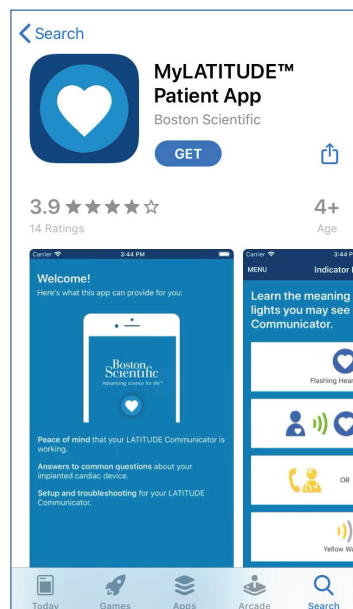 Search
MyLATITUDE™
Patient App
Boston Scientific
GET
3.9
4+
14 Ratings
Age
Carrier
3:44 PM
Welcome!
Here's what this app can provide for you:
Boston
Scientific
Advancing science for life™
Peace of mind that your LATITUDE Communicator is
working.
Answers to common questions about your
implanted cardiac device.
Setup and troubleshooting for your LATITUDE
Communicator.
Carrier
3:44 P
MENU
Indicator
Learn the meaning
lights you may see
Communicator.
Flashing Hear
OR
Yellow Wa
Today
Games
Apps
Arcade
Search